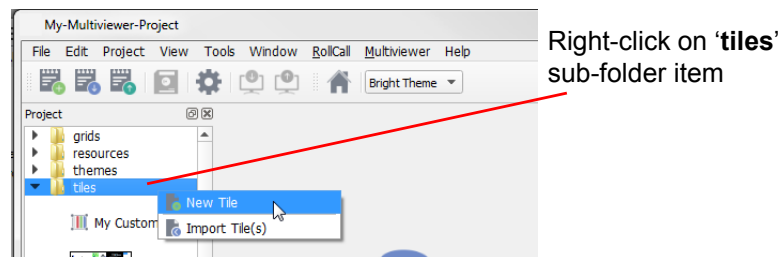 My-Multiviewer-Project
File Edit Project View Tools Window RollCall Multiviewer Help
Bright Theme
Right-click on ‘tiles’
sub-folder item
Project
grids
resources
themes
tiles
New Tile
My Custom
Import Tile(s)